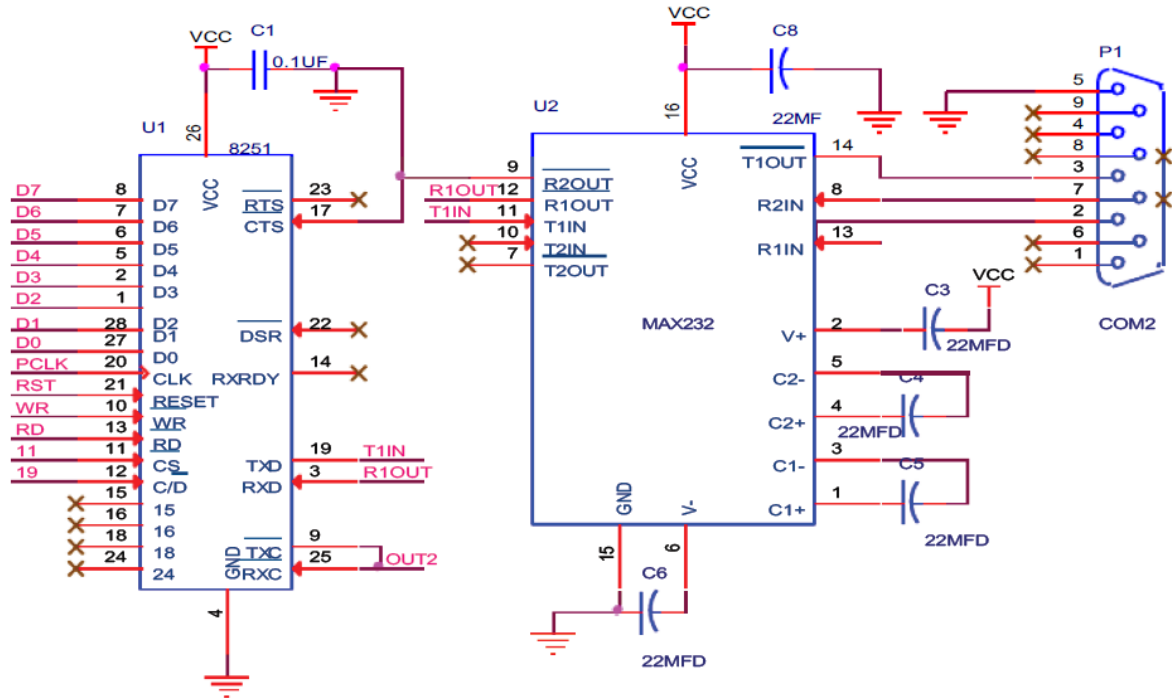 VCC
C1
0.1UF
U1
26
8251
VCC
D7 8 D7
D6 7 D6
D5 6 D5
D4 5 D4
D3 2 D3
D2 1 D2
D1 28 D1
D0 27 D0
PCLK 20 CLK
RST 21 RESET
WR 10 WR
RD 13 RD
11 11 CS
19 12 C/D
15 15
16 16
18 18
24 24
RTS 23
CTS 17
DSR 22
RXRDY 14
TXD 19 T1IN
RXD 3 R1OUT
TXC 9
RXC 25 OUT2
GND
4
VCC
C8
22MF
U2
16
VCC
9 R2OUT
R1OUT 12 R1OUT
T1IN 11 T1IN
10 T2IN
7 T2OUT
MAX232
T1OUT 14
R2IN 8
R1IN 13
V+ 2
C3
22MFD
VCC
C2- 5
C4
C2+ 4
22MFD
C1- 3
C5
C1+ 1
22MFD
GND
V-
15
6
C6
22MFD
P1
5
9
4
8
3
7
2
6
1
COM2